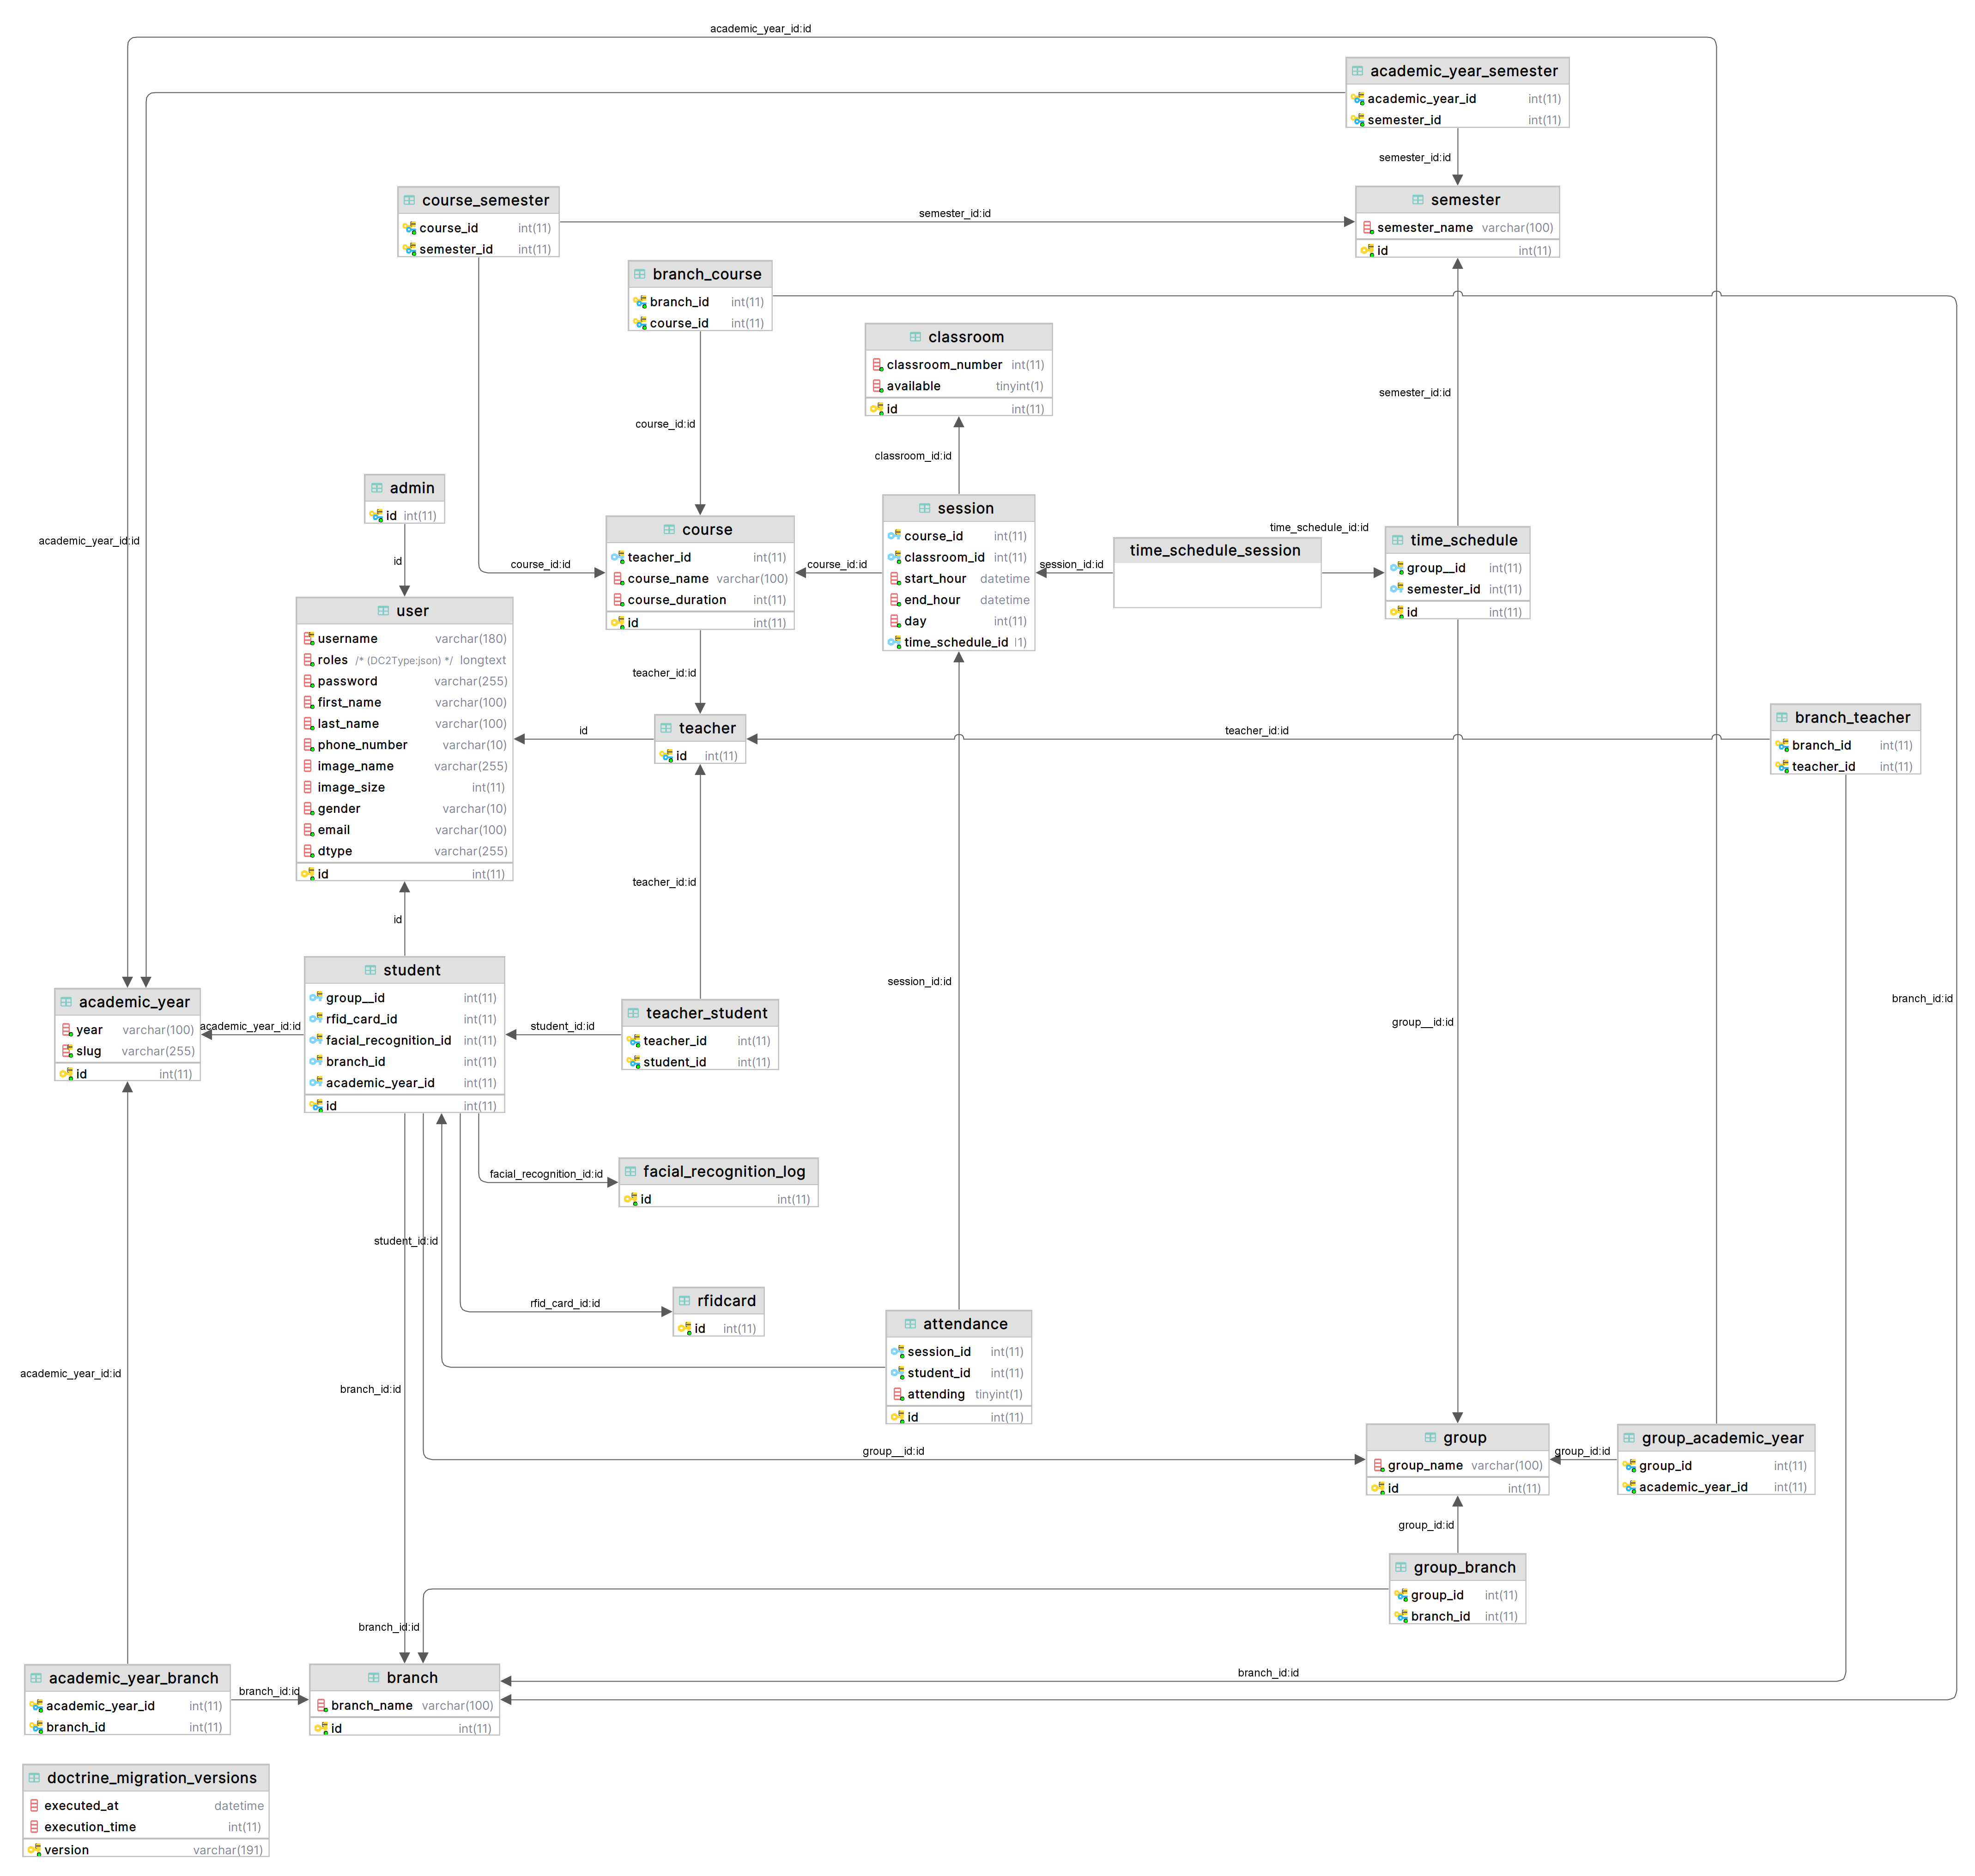 academic_year_id:id
academic_year_semester
academic_year_id int(11)
semester_id int(11)
semester_id:id
course_semester
course_id int(11)
semester_id int(11)
semester_id:id
semester
semester_name varchar(100)
id int(11)
branch_course
branch_id int(11)
course_id int(11)
classroom
classroom_number int(11)
available tinyint(1)
id int(11)
semester_id:id
course_id:id
classroom_id:id
admin
id int(11)
session
course_id int(11)
classroom_id int(11)
start_hour datetime
end_hour datetime
day int(11)
time_schedule_id
course
teacher_id int(11)
course_name varchar(100)
course_duration int(11)
id int(11)
time_schedule_id:id
time_schedule
group__id int(11)
semester_id int(11)
id int(11)
time_schedule_session
academic_year_id:id
id
course_id:id
course_id:id
session_id:id
user
username varchar(180)
roles /* (DC2Type:json) */ longtext
password varchar(255)
first_name varchar(100)
last_name varchar(100)
phone_number varchar(10)
image_name varchar(255)
image_size int(11)
gender varchar(10)
email varchar(100)
dtype varchar(255)
id int(11)
teacher_id:id
teacher
id int(11)
id
teacher_id:id
branch_teacher
branch_id int(11)
teacher_id int(11)
teacher_id:id
id
student
group__id int(11)
rfid_card_id int(11)
facial_recognition_id int(11)
branch_id int(11)
academic_year_id int(11)
id int(11)
session_id:id
academic_year
year varchar(100)
slug varchar(255)
id int(11)
academic_year_id:id
teacher_student
teacher_id int(11)
student_id int(11)
student_id:id
branch_id:id
group__id:id
facial_recognition_log
id int(11)
facial_recognition_id:id
student_id:id
rfidcard
id int(11)
rfid_card_id:id
attendance
session_id int(11)
student_id int(11)
attending tinyint(1)
id int(11)
academic_year_id:id
branch_id:id
group__id:id
group
group_name varchar(100)
id int(11)
group_id:id
group_academic_year
group_id int(11)
academic_year_id int(11)
group_id:id
group_branch
group_id int(11)
branch_id int(11)
branch_id:id
branch_id:id
academic_year_branch
academic_year_id int(11)
branch_id int(11)
branch_id:id
branch
branch_name varchar(100)
id int(11)
doctrine_migration_versions
executed_at datetime
execution_time int(11)
version varchar(191)